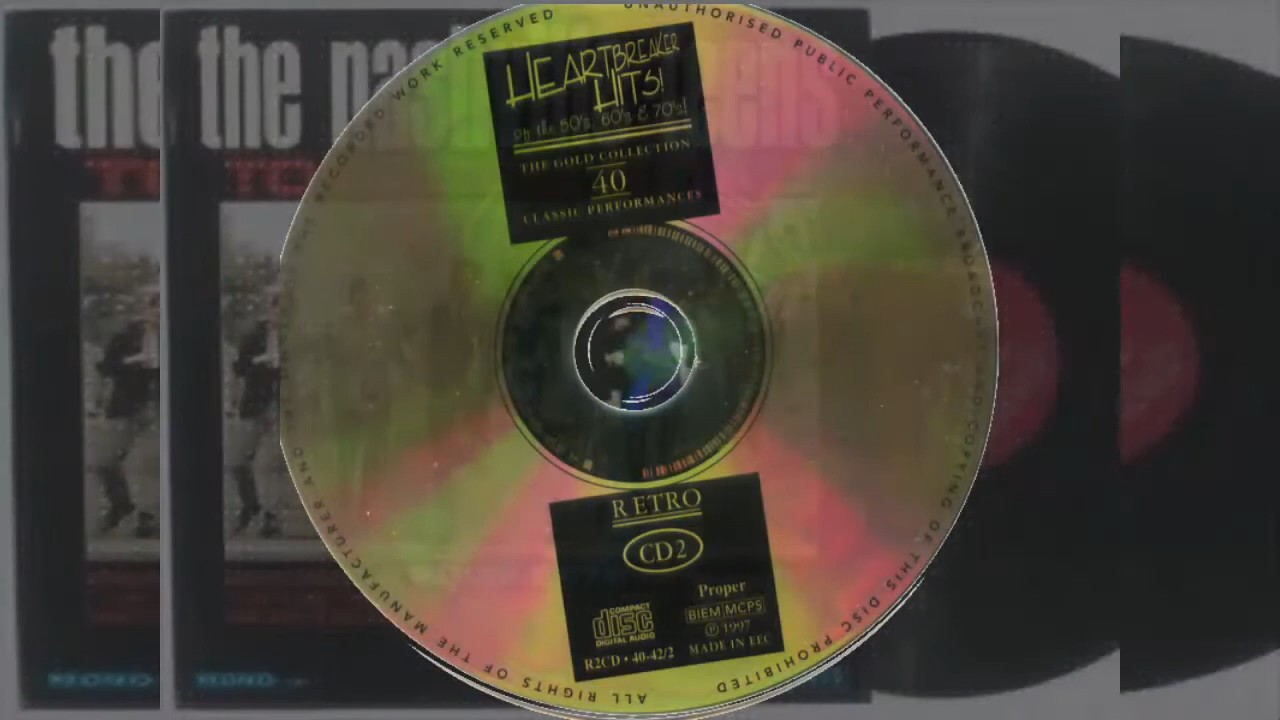 the the
UNAUTHORISED PUBLIC PERFORMANCE BROADCASTING AND COPYING OF THIS DISC PROHIBITED
ALL RIGHTS OF THE MANUFACTURER AND
RECORDED WORK RESERVED
HEARTBREAKER
HITS!
of the 50's, 60's & 70's!
THE GOLD COLLECTION
40
CLASSIC PERFORMANCES
RETRO
CD2
COMPACT
disc
DIGITAL AUDIO
Proper
BIEM MCPS
℗ 1997
R2CD • 40-42/2 MADE IN EEC
MONO MONO